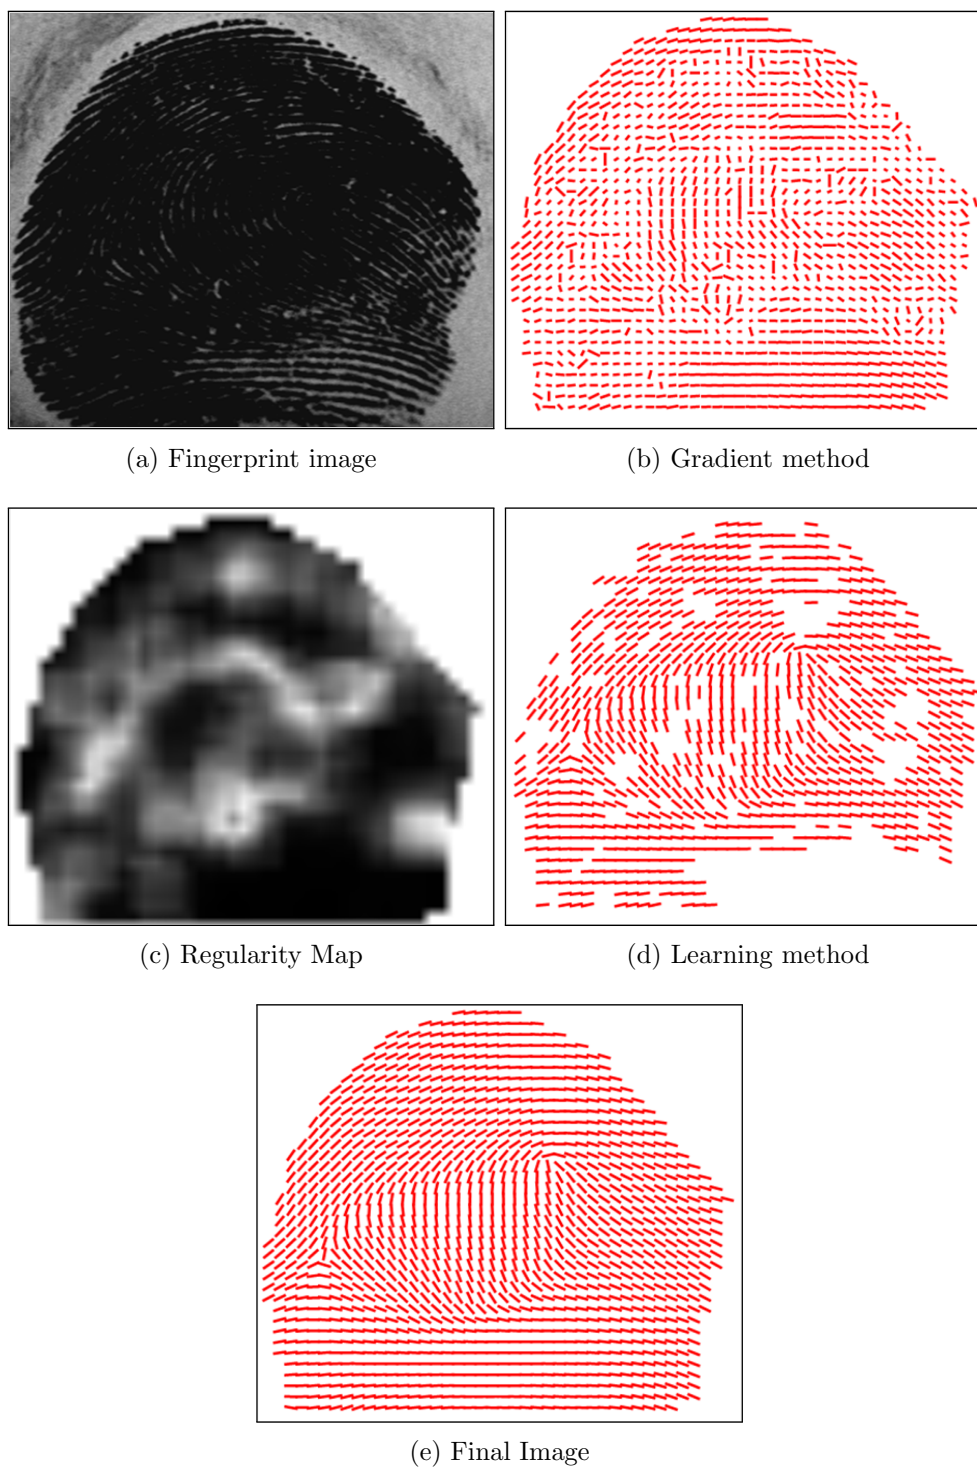 (a) Fingerprint image
(b) Gradient method
(c) Regularity Map
(d) Learning method
(e) Final Image